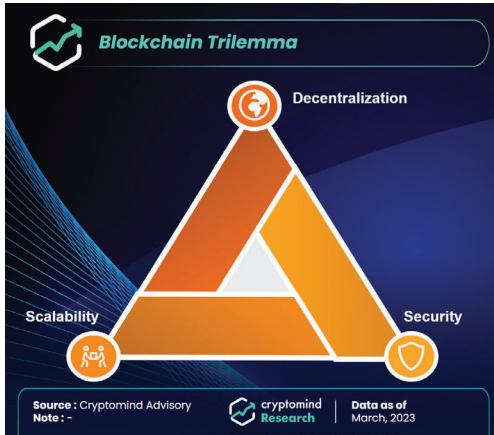 Blockchain Trilemma
Decentralization
Scalability
Security
Source : Cryptomind Advisory
Note : -
cryptomind
Research
Data as of
March, 2023